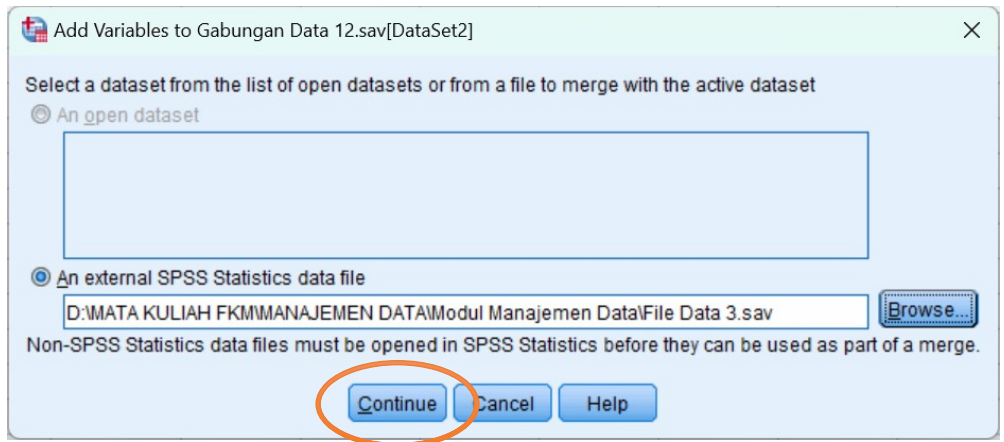 Add Variables to Gabungan Data 12.sav[DataSet2]
Select a dataset from the list of open datasets or from a file to merge with the active dataset
An open dataset
An external SPSS Statistics data file
D:\MATA KULIAH FKM\MANAJEMEN DATA\Modul Manajemen Data\File Data 3.sav
Browse...
Non-SPSS Statistics data files must be opened in SPSS Statistics before they can be used as part of a merge.
Continue Cancel Help